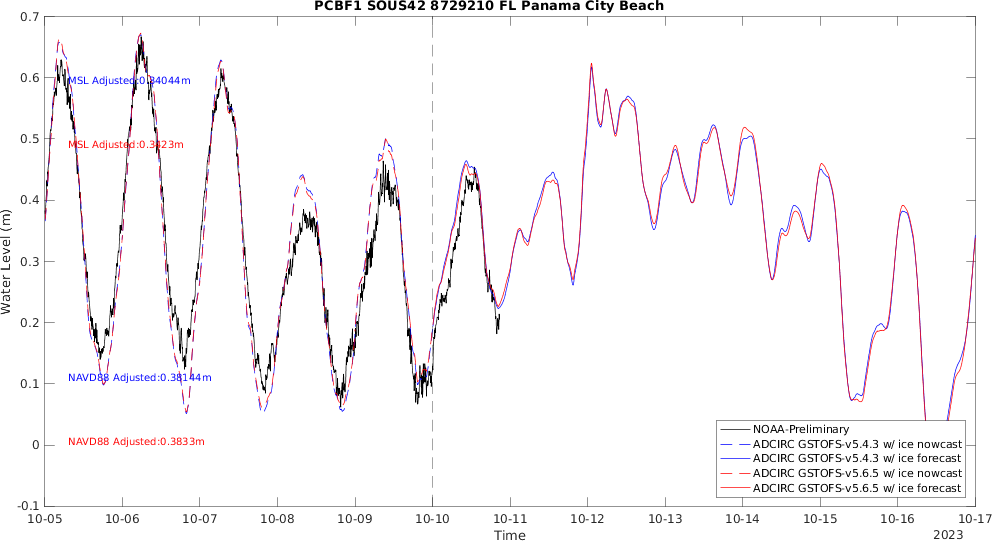 PCBF1 SOUS42 8729210 FL Panama City Beach
Water Level (m)
0.7
0.6
0.5
0.4
0.3
0.2
0.1
0
-0.1
MSL Adjusted:0.34044m
MSL Adjusted:0.3423m
NAVD88 Adjusted:0.38144m
NAVD88 Adjusted:0.3833m
NOAA-Preliminary
ADCIRC GSTOFS-v5.4.3 w/ ice nowcast
ADCIRC GSTOFS-v5.4.3 w/ ice forecast
ADCIRC GSTOFS-v5.6.5 w/ ice nowcast
ADCIRC GSTOFS-v5.6.5 w/ ice forecast
10-05 10-06 10-07 10-08 10-09 10-10 10-11 10-12 10-13 10-14 10-15 10-16 10-17
Time
2023